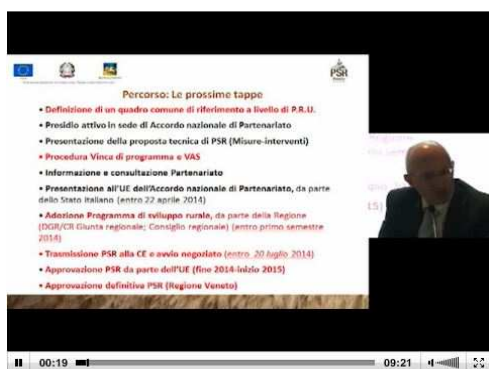 PSR
Percorso: Le prossime tappe
• Definizione di un quadro comune di riferimento a livello di P.R.U.
• Presidio attivo in sede di Accordo nazionale di Partenariato
• Presentazione della proposta tecnica di PSR (Misure-interventi)
• Procedura Vinca di programma e VAS
• Informazione e consultazione Partenariato
• Presentazione all'UE dell'Accordo nazionale di Partenariato, da parte
dello Stato Italiano (entro 22 aprile 2014)
• Adozione Programma di sviluppo rurale, da parte della Regione
(DGR/CR Giunta regionale; Consiglio regionale) (entro primo semestre
2014)
• Trasmissione PSR alla CE e avvio negoziato (entro 20 luglio 2014)
• Approvazione PSR da parte dell'UE (fine 2014-inizio 2015)
• Approvazione definitiva PSR (Regione Veneto)
00:19
09:21